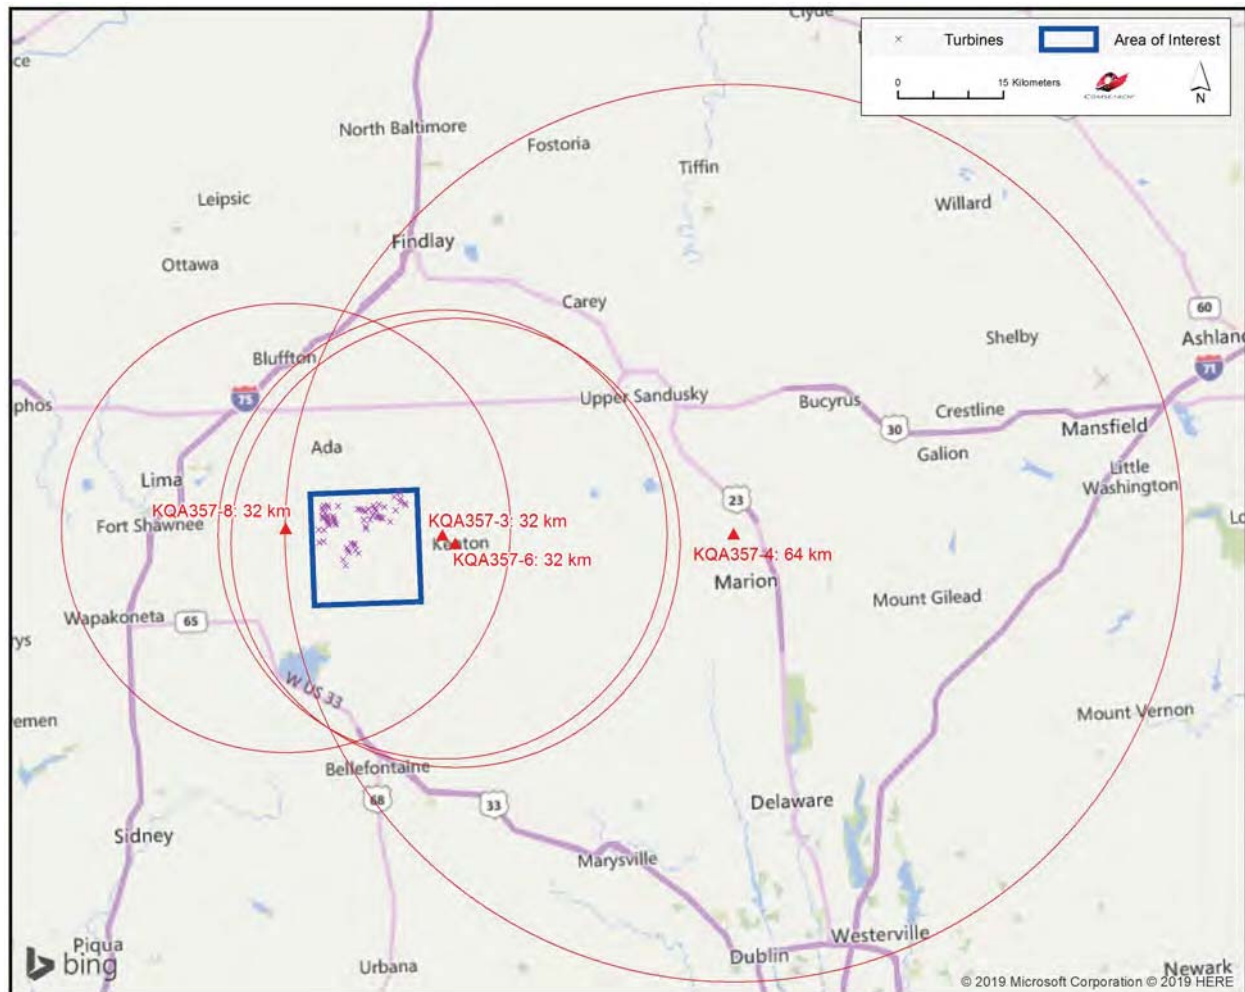 Clyde
Turbines
Area of Interest
0
15 Kilometers
COMSEARCH
N
ce
North Baltimore
Fostoria
Tiffin
Leipsic
Willard
Findlay
Ottawa
Carey
60
Shelby
Ashland
Bluffton
71
75
phos
Upper Sandusky
Bucyrus
Crestline
30
Mansfield
Galion
Ada
Lima
Little
Washington
23
KQA357-8: 32 km
KQA357-3: 32 km
Fort Shawnee
Kenton
KQA357-6: 32 km
KQA357-4: 64 km
Marion
Mount Gilead
Wapakoneta
65
rys
W US 33
emen
Mount Vernon
Bellefontaine
68
33
Delaware
Sidney
Marysville
Piqua
bing
Urbana
Dublin
Westerville
Newark
© 2019 Microsoft Corporation © 2019 HERE